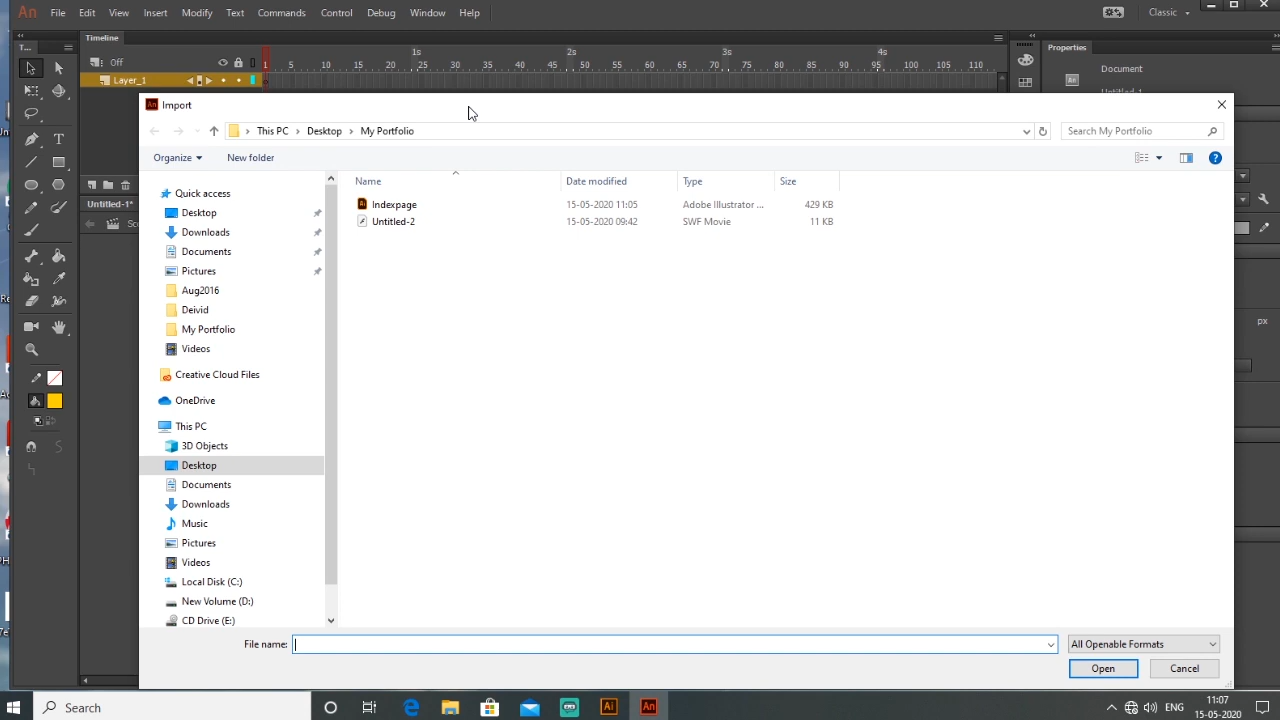 An File Edit View Insert Modify Text Commands Control Debug Window Help Classic
T... Timeline Properties
1s 2s 3s 4s
Off 1 5 10 15 20 25 30 35 40 45 50 55 60 65 70 75 80 85 90 95 100 105 110
Document
Layer_1
An Import
This PC > Desktop > My Portfolio Search My Portfolio
Organize New folder
Name Date modified Type Size
Quick access
Desktop
Downloads
Documents
Pictures
Aug2016
Deivid
My Portfolio
Videos
Creative Cloud Files
OneDrive
This PC
3D Objects
Desktop
Documents
Downloads
Music
Pictures
Videos
Local Disk (C:)
New Volume (D:)
CD Drive (E:)
Indexpage 15-05-2020 11:05 Adobe Illustrator ... 429 KB
Untitled-2 15-05-2020 09:42 SWF Movie 11 KB
Untitled-1*
px
File name: All Openable Formats
Open Cancel
Search Ai An ENG 11:07
15-05-2020